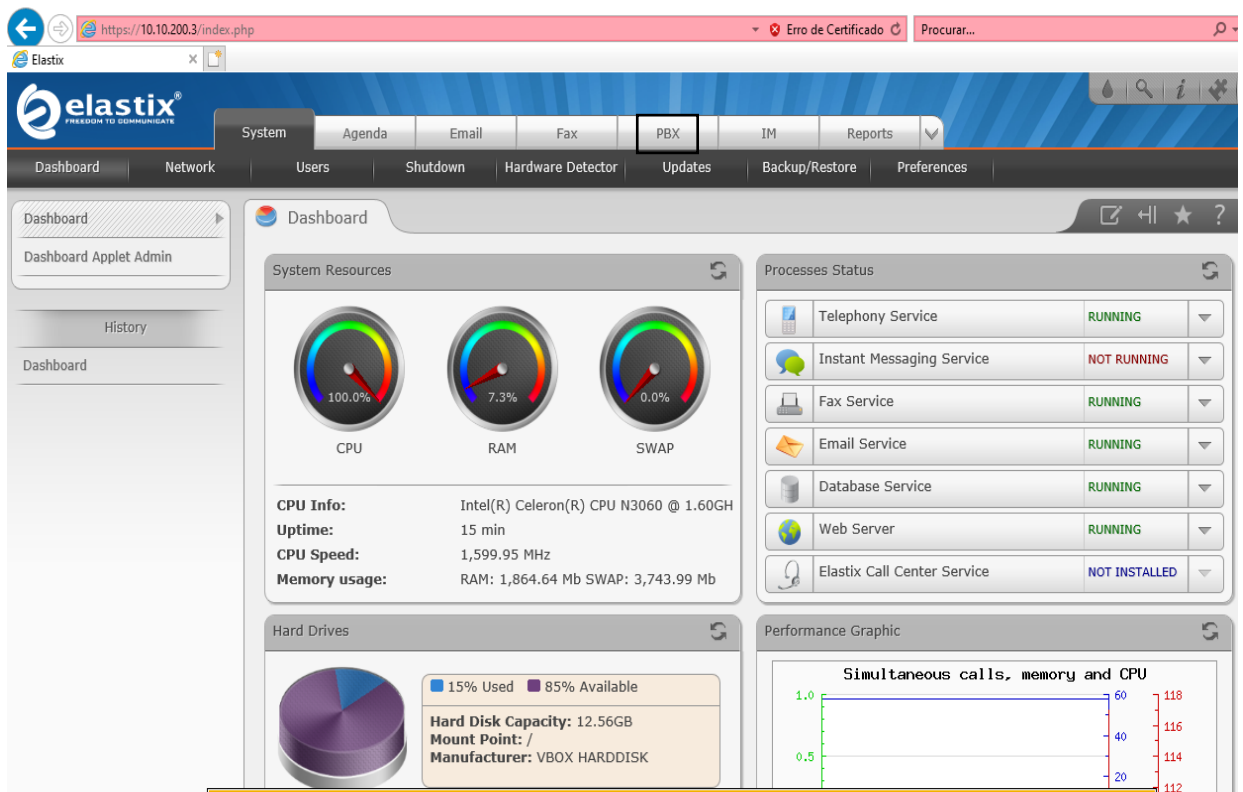 https://10.10.200.3/index.php
Erro de Certificado
Procurar...
Elastix
elastix®
FREEDOM TO COMMUNICATE
System
Agenda
Email
Fax
PBX
IM
Reports
Dashboard
Network
Users
Shutdown
Hardware Detector
Updates
Backup/Restore
Preferences
Dashboard
Dashboard Applet Admin
History
Dashboard
Dashboard
System Resources
100.0%
7.3%
0.0%
CPU
RAM
SWAP
CPU Info: Intel(R) Celeron(R) CPU N3060 @ 1.60GH
Uptime: 15 min
CPU Speed: 1,599.95 MHz
Memory usage: RAM: 1,864.64 Mb SWAP: 3,743.99 Mb
Processes Status
Telephony Service RUNNING
Instant Messaging Service NOT RUNNING
Fax Service RUNNING
Email Service RUNNING
Database Service RUNNING
Web Server RUNNING
Elastix Call Center Service NOT INSTALLED
Hard Drives
15% Used 85% Available
Hard Disk Capacity: 12.56GB
Mount Point: /
Manufacturer: VBOX HARDDISK
Performance Graphic
Simultaneous calls, memory and CPU
1.0
0.5
60
40
20
118
116
114
112